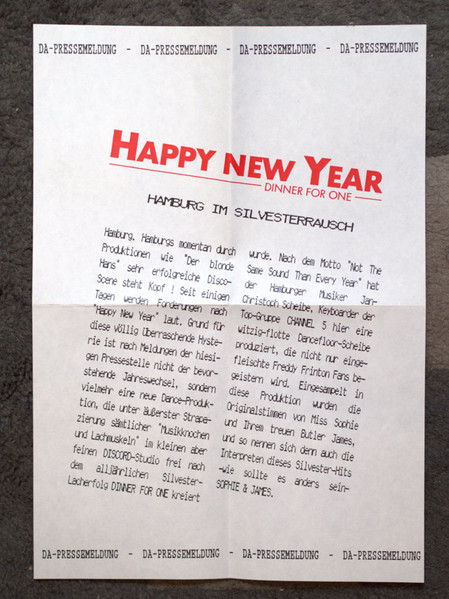 DA-PRESSEMELDUNG - DA-PRESSEMELDUNG - DA-PRESSEMELDUNG - DA-PRESSEMELDUNG
HAPPY NEW YEAR
DINNER FOR ONE
HAMBURG IM SILVESTERRAUSCH
Hamburg. Hamburgs momentan durch
Produktionen wie "Der blonde
Hans" sehr erfolgreiche Disco-
Scene steht Kopf ! Seit einigen
Tagen werden Forderungen nach
"Happy New Year" laut. Grund für
diese völlig überraschende Hyste-
rie ist nach Meldungen der hiesi-
gen Pressestelle nicht der bevor-
stehende Jahreswechsel, sondern
vielmehr eine neue Dance-Produk-
tion, die unter äußerster Strapa-
zierung sämtlicher "Musikknochen
und Lachmuskeln" im kleinen aber
feinen DISCORD-Studio frei nach
dem alljährlichen Silvester-
Lacherfolg DINNER FOR ONE kreiert
wurde. Nach dem Motto "Not The
Same Sound Than Every Year" hat
der Hamburger Musiker Jan-
Christoph Scheibe, Keyboarder der
Top-Gruppe CHANNEL 5 hier eine
witzig-flotte Dancefloor-Scheibe
produziert, die nicht nur einge-
fleischte Freddy Frinton Fans be-
geistern wird. Eingesampelt in
diese Produktion wurden die
Originalstimmen von Miss Sophie
und Ihrem treuen Butler James,
und so nennen sich denn auch die
Interpreten dieses Silvester-Hits
-wie sollte es anders sein-
SOPHIE & JAMES.
DA-PRESSEMELDUNG - DA-PRESSEMELDUNG - DA-PRESSEMELDUNG - DA-PRESSEMELDUNG